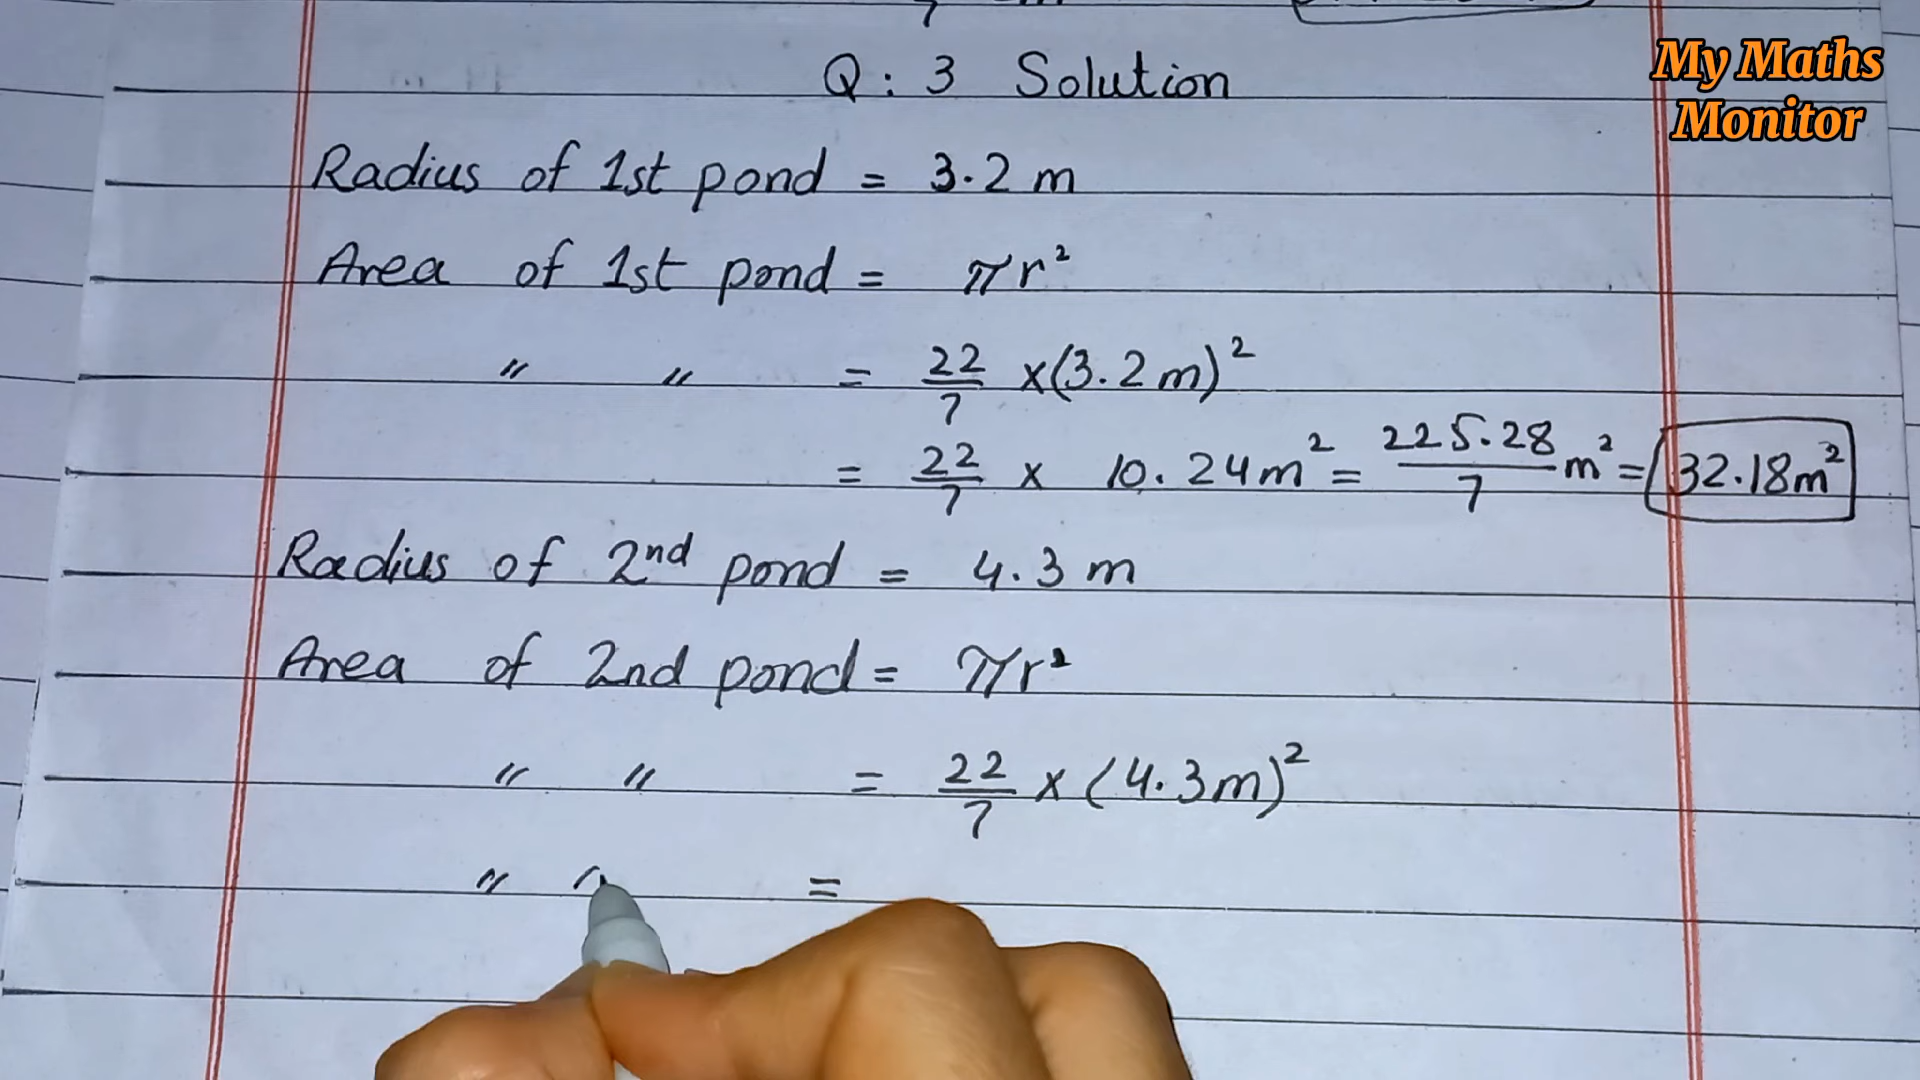 My Maths
Monitor
Q : 3 Solution
Radius of 1st pond = 3.2 m
Area of 1st pond = πr²
" " = 22/7 ×(3.2m)²
= 22/7 × 10.24m² = 225.28/7 m² = 32.18m²
Radius of 2nd pond = 4.3 m
Area of 2nd pond = πr²
" " = 22/7 × (4.3m)²
" =